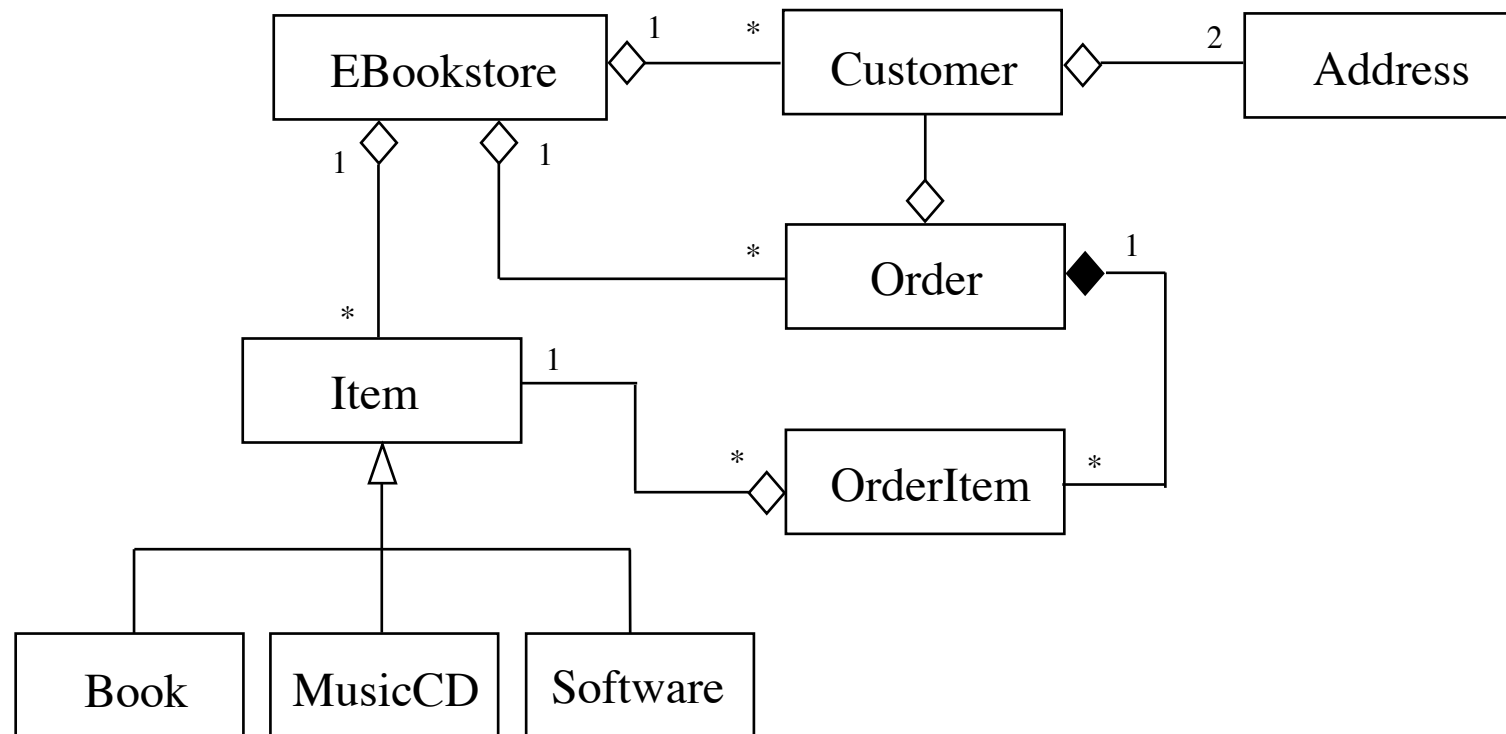 EBookstore
1
*
Customer
2
Address
1
1
*
Order
1
*
Item
1
*
OrderItem
*
Book
MusicCD
Software